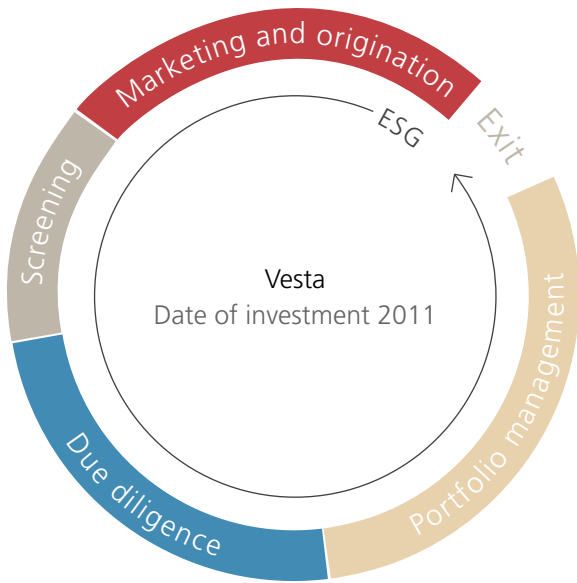 Marketing and origination
ESG
Exit
Screening
Vesta
Date of investment 2011
Due diligence
Portfolio management